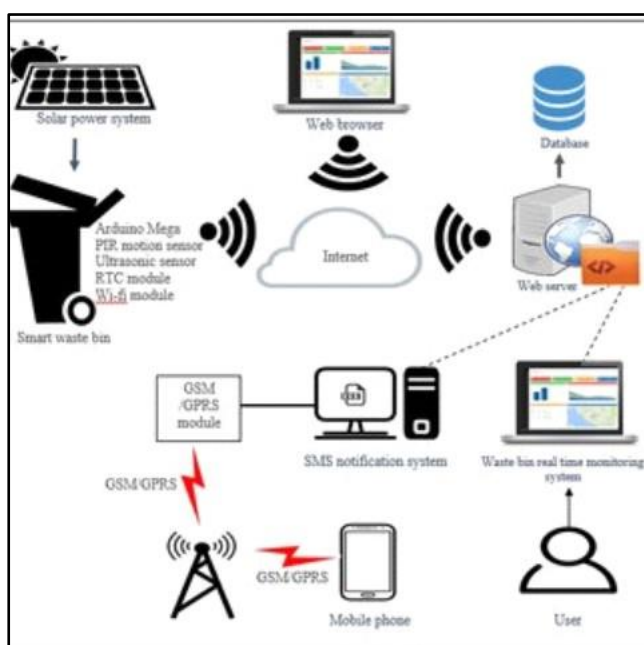 Solar power system
Web browser
Database
Arduino Mega
PIR motion sensor
Ultrasonic sensor
RTC module
Wi-fi module
Smart waste bin
Internet
Web server
</>
GSM
/GPRS
module
SMS notification system
Waste bin real time monitoring
system
GSM/GPRS
GSM/GPRS
Mobile phone
User